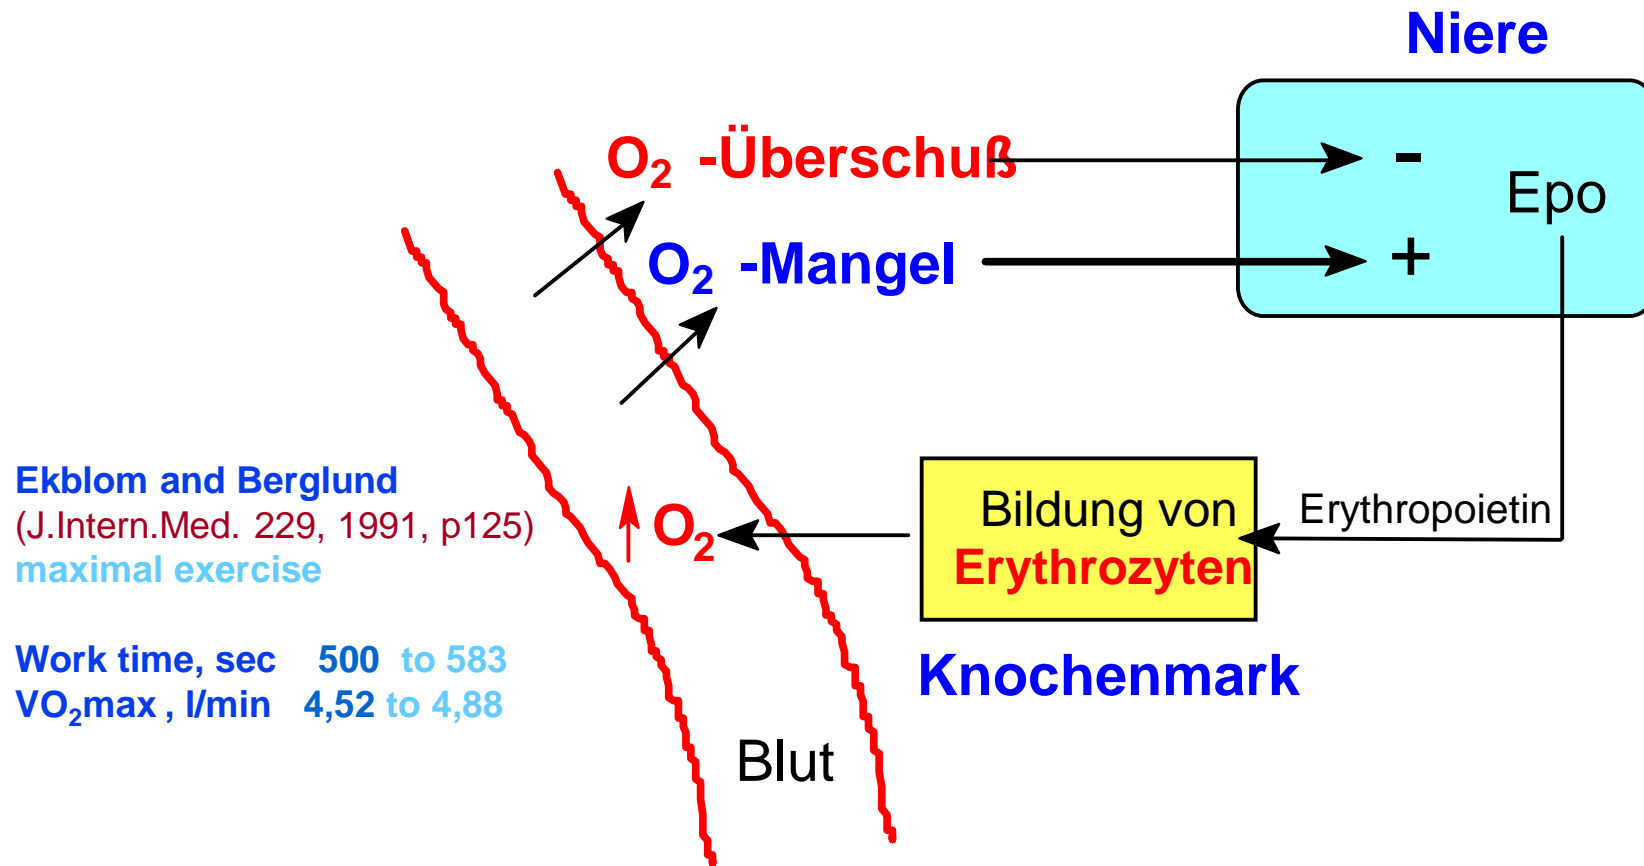 Niere
O₂ -Überschuß
-
Epo
O₂ -Mangel
+
Ekblom and Berglund
(J.Intern.Med. 229, 1991, p125)
maximal exercise
Work time, sec 500 to 583
VO₂max , l/min 4,52 to 4,88
O₂
Bildung von
Erythrozyten
Erythropoietin
Knochenmark
Blut